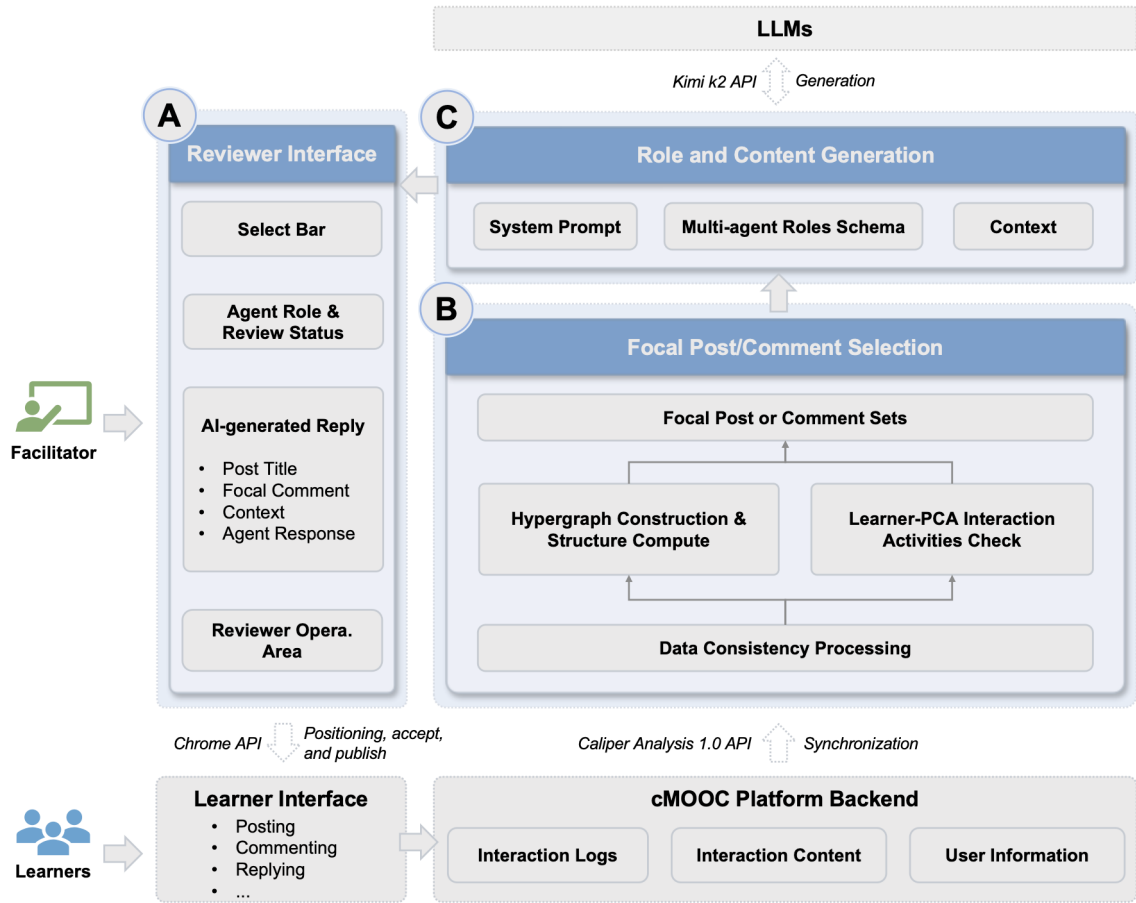 LLMs
Kimi k2 API
Generation
A
Reviewer Interface
Select Bar
Agent Role &
Review Status
AI-generated Reply
• Post Title
• Focal Comment
• Context
• Agent Response
Reviewer Opera.
Area
C
Role and Content Generation
System Prompt
Multi-agent Roles Schema
Context
B
Focal Post/Comment Selection
Focal Post or Comment Sets
Hypergraph Construction &
Structure Compute
Learner-PCA Interaction
Activities Check
Data Consistency Processing
Facilitator
Chrome API
Positioning, accept,
and publish
Caliper Analysis 1.0 API
Synchronization
Learners
Learner Interface
• Posting
• Commenting
• Replying
• ...
cMOOC Platform Backend
Interaction Logs
Interaction Content
User Information